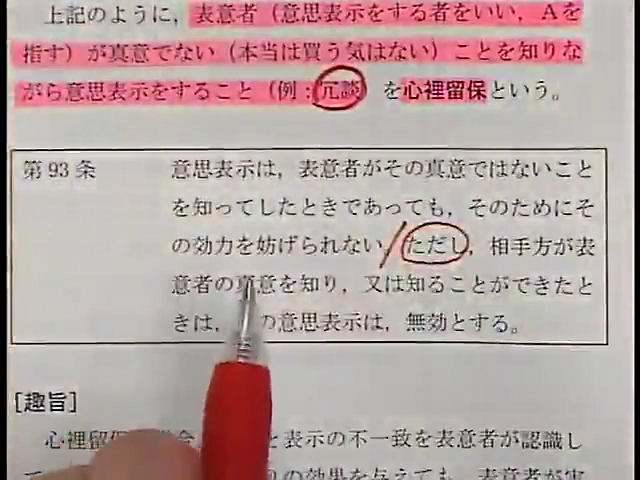 上記のように，表意者（意思表示をする者をいい，Aを
指す）が真意でない（本当は買う気はない）ことを知りな
がら意思表示をすること（例：冗談）を心裡留保という。
第93条 意思表示は，表意者がその真意ではないこと
を知ってしたときであっても，そのためにそ
の効力を妨げられない ただし，相手方が表
意者の真意を知り，又は知ることができたと
きは， の意思表示は，無効とする。
［趣旨］
心裡留 と表示の不一致を表意者が認識し
の効果を与えても，表意者が